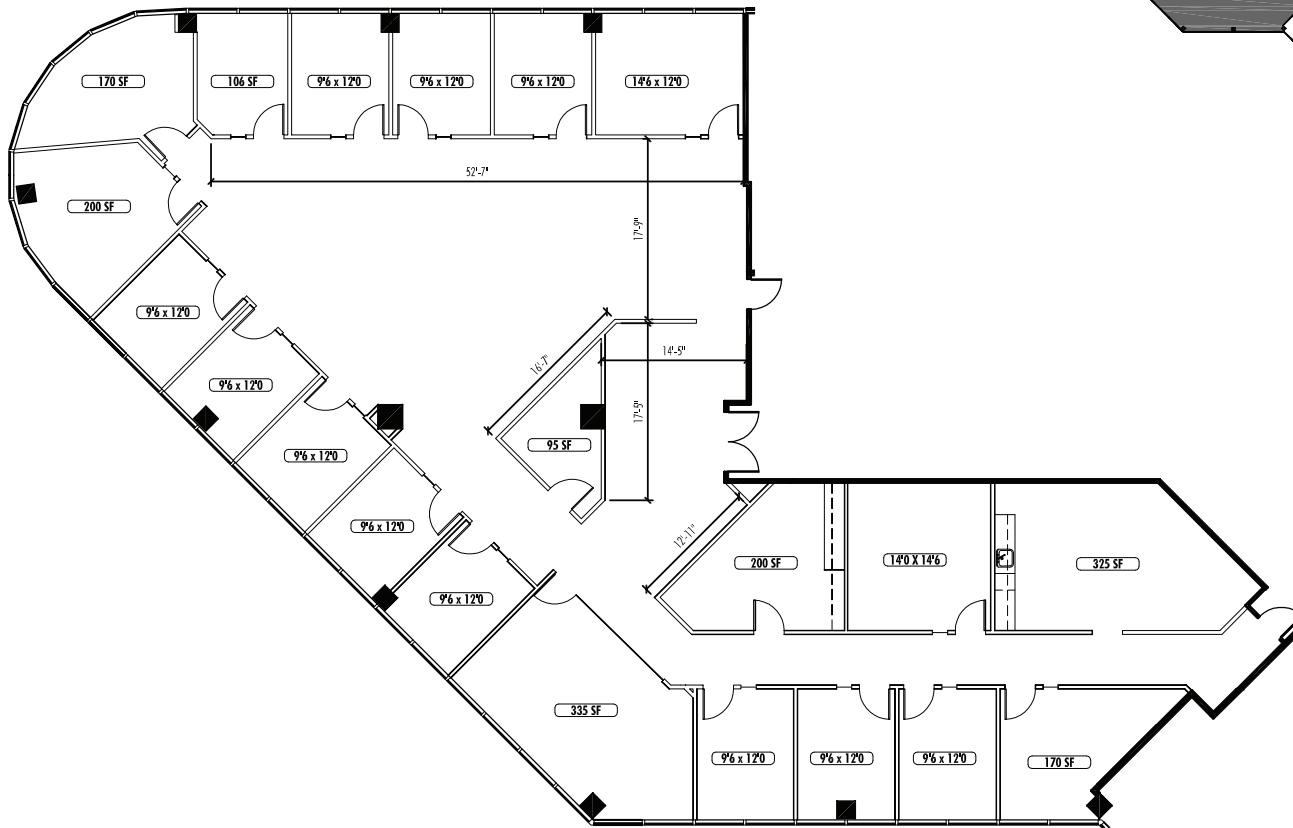 170 SF
106 SF
9'6 x 12'0
9'6 x 12'0
9'6 x 12'0
14'6 x 12'0
52'-7"
200 SF
17'-9"
9'6 x 12'0
14'-5"
16'-7"
9'6 x 12'0
17'-5"
95 SF
9'6 x 12'0
9'6 x 12'0
12'-11"
200 SF
14'0 X 14'6
325 SF
9'6 x 12'0
335 SF
9'6 x 12'0
9'6 x 12'0
9'6 x 12'0
170 SF